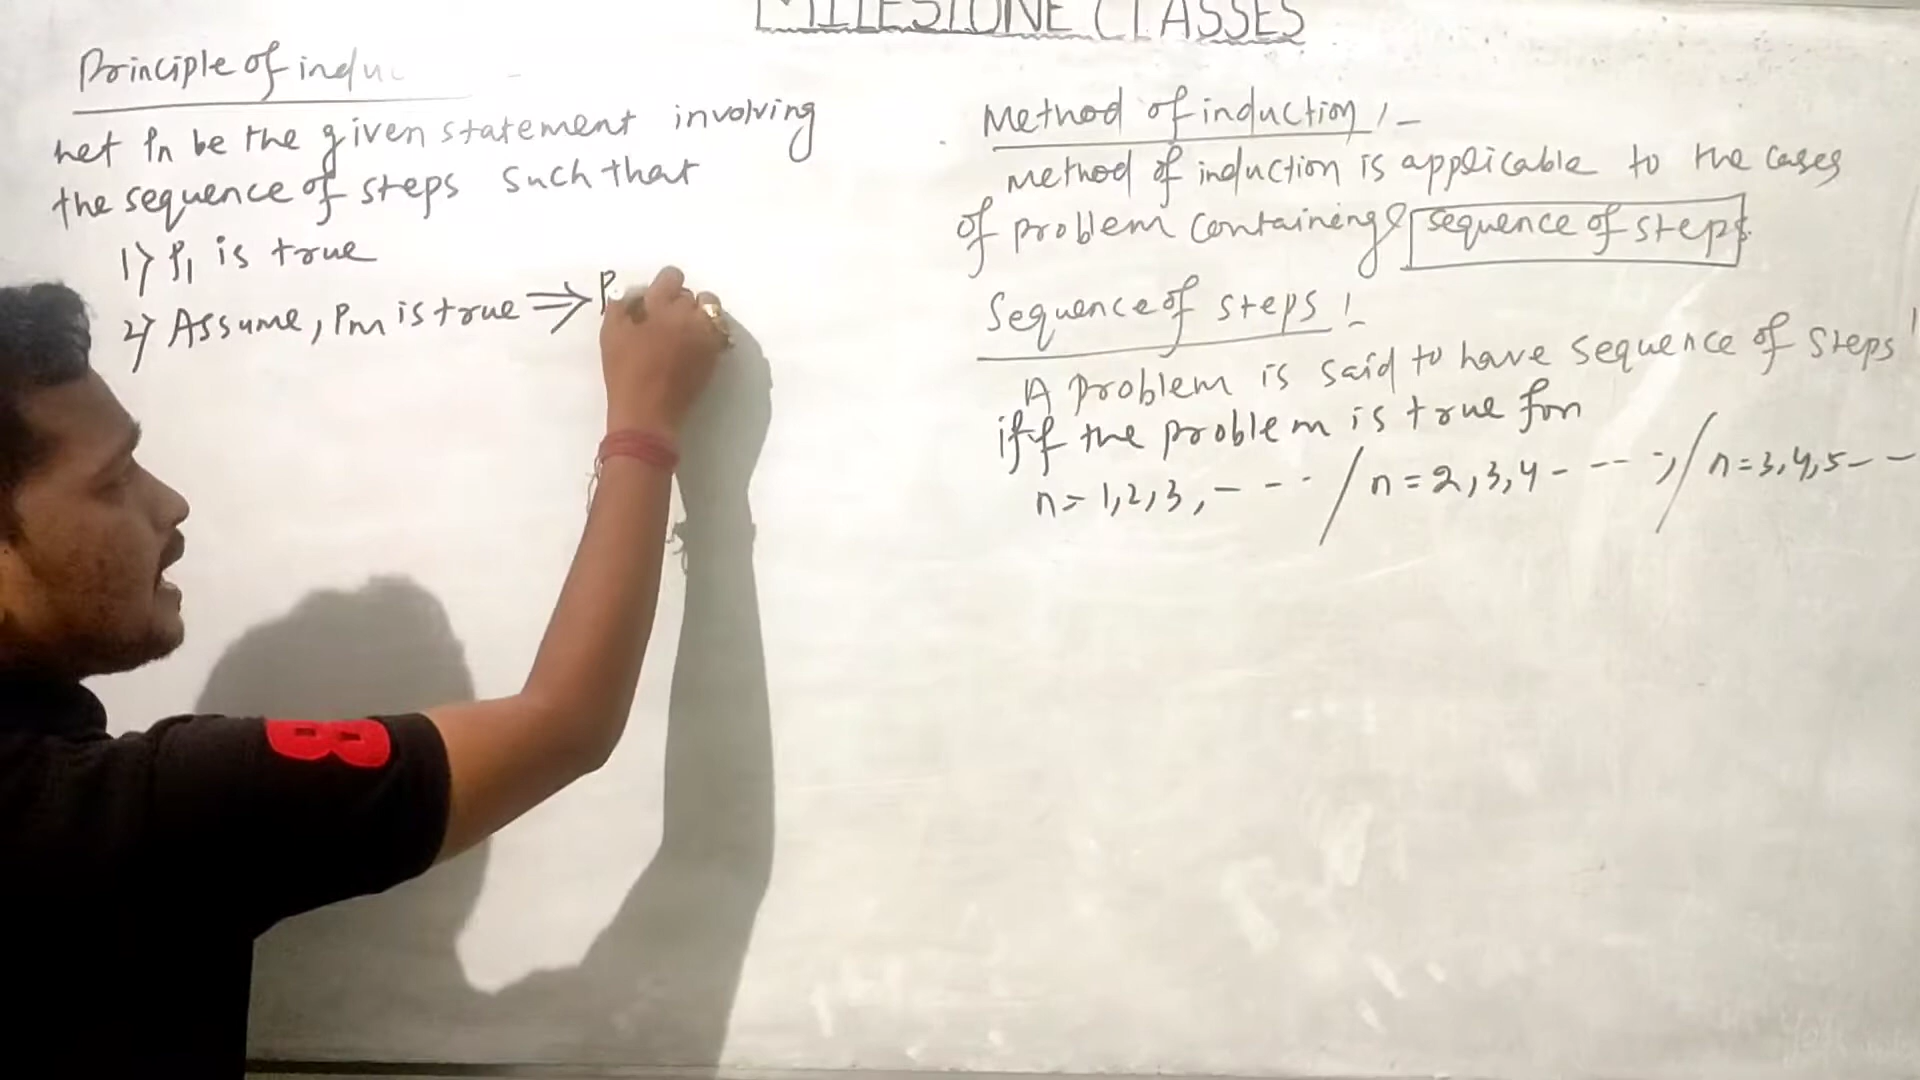 MILESTONE CLASSES
Principle of indu
Let Pn be the given statement involving
the sequence of steps such that
1) P1 is true
2) Assume, Pm is true ⇒ P
Method of induction :-
Method of induction is applicable to the cases
of problem containing sequence of steps.
Sequence of steps :-
A problem is said to have sequence of steps
iff the problem is true for
n = 1, 2, 3, - - - / n = 2, 3, 4 - - - - ; / n = 3, 4, 5 - -
B